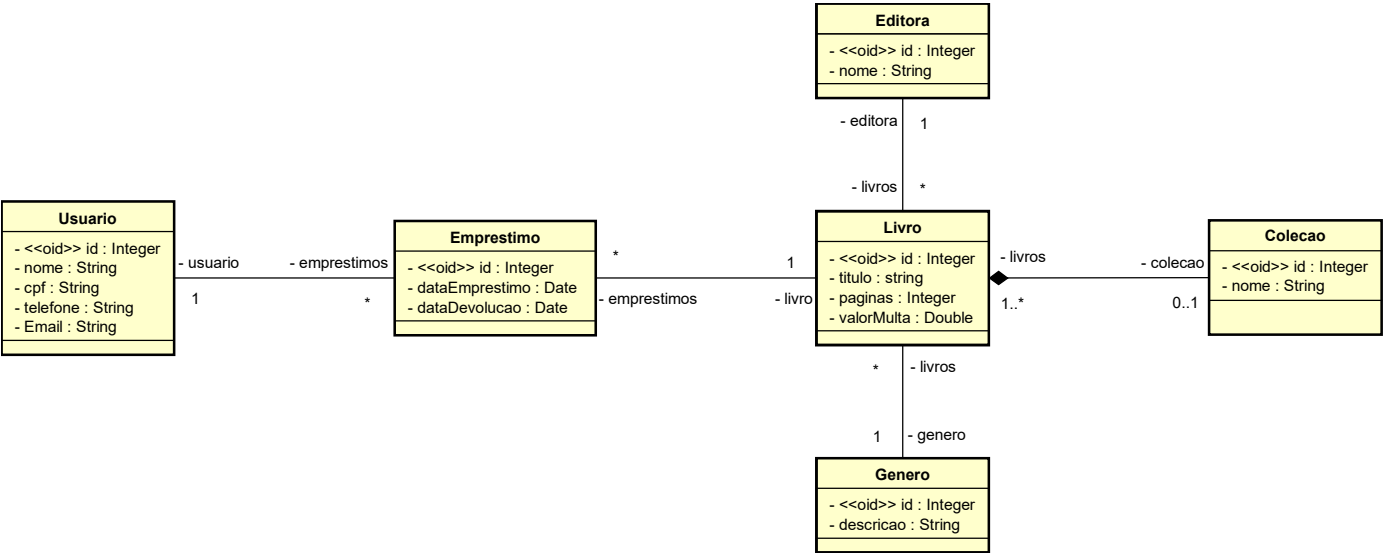 Editora
- <<oid>> id : Integer
- nome : String
- editora
1
- livros
*
Usuario
- <<oid>> id : Integer
- nome : String
- cpf : String
- telefone : String
- Email : String
- usuario
1
- emprestimos
*
Emprestimo
- <<oid>> id : Integer
- dataEmprestimo : Date
- dataDevolucao : Date
*
- emprestimos
1
- livro
Livro
- <<oid>> id : Integer
- titulo : string
- paginas : Integer
- valorMulta : Double
- livros
1..*
- colecao
0..1
Colecao
- <<oid>> id : Integer
- nome : String
*
- livros
1
- genero
Genero
- <<oid>> id : Integer
- descricao : String